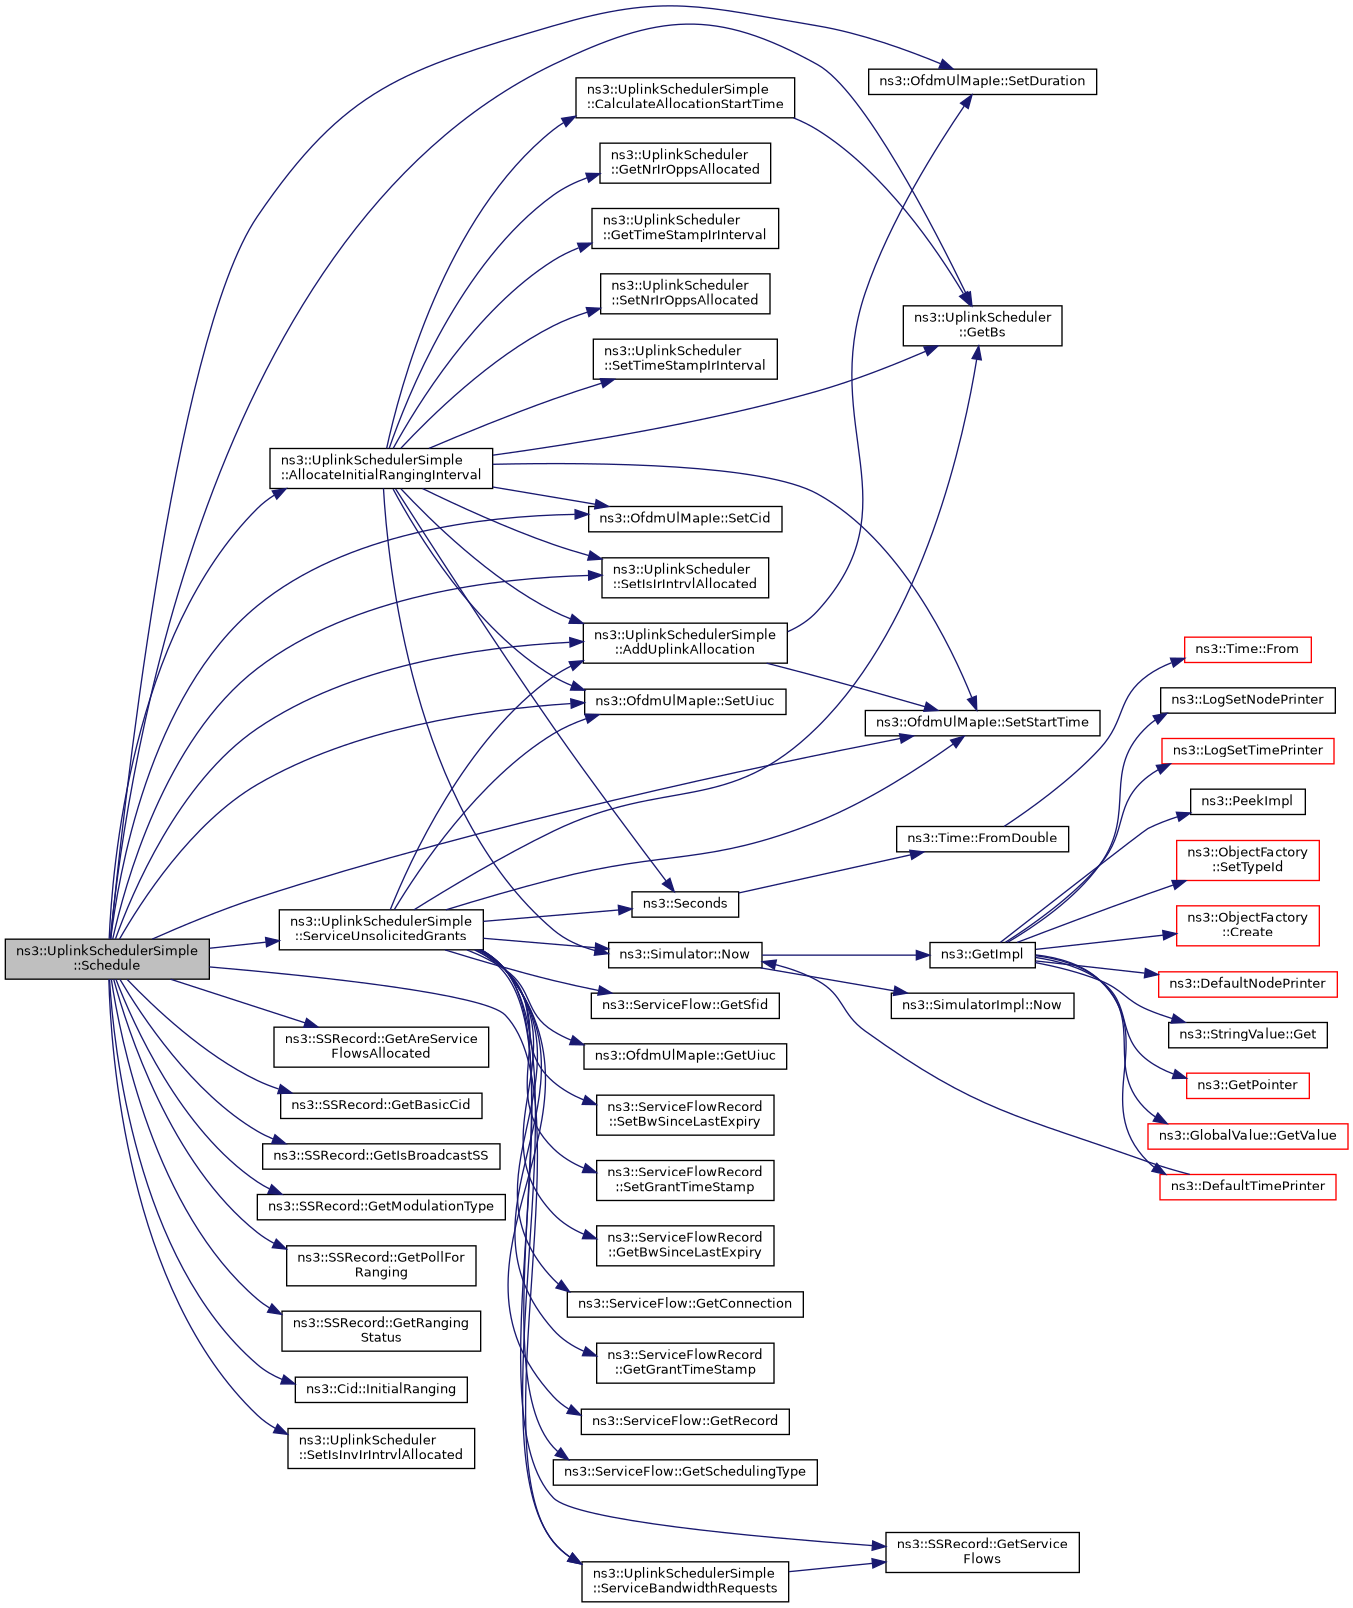 ns3::UplinkSchedulerSimple
::Schedule
ns3::UplinkSchedulerSimple
::AllocateInitialRangingInterval
ns3::UplinkSchedulerSimple
::ServiceUnsolicitedGrants
ns3::SSRecord::GetAreService
FlowsAllocated
ns3::SSRecord::GetBasicCid
ns3::SSRecord::GetIsBroadcastSS
ns3::SSRecord::GetModulationType
ns3::SSRecord::GetPollFor
Ranging
ns3::SSRecord::GetRanging
Status
ns3::Cid::InitialRanging
ns3::UplinkScheduler
::SetIsInvIrIntrvlAllocated
ns3::UplinkSchedulerSimple
::CalculateAllocationStartTime
ns3::UplinkScheduler
::GetNrIrOppsAllocated
ns3::UplinkScheduler
::GetTimeStampIrInterval
ns3::UplinkScheduler
::SetNrIrOppsAllocated
ns3::UplinkScheduler
::SetTimeStampIrInterval
ns3::OfdmUlMapIe::SetCid
ns3::UplinkScheduler
::SetIsIrIntrvlAllocated
ns3::UplinkSchedulerSimple
::AddUplinkAllocation
ns3::OfdmUlMapIe::SetUiuc
ns3::Seconds
ns3::Simulator::Now
ns3::ServiceFlow::GetSfid
ns3::OfdmUlMapIe::GetUiuc
ns3::ServiceFlowRecord
::SetBwSinceLastExpiry
ns3::ServiceFlowRecord
::SetGrantTimeStamp
ns3::ServiceFlowRecord
::GetBwSinceLastExpiry
ns3::ServiceFlow::GetConnection
ns3::ServiceFlowRecord
::GetGrantTimeStamp
ns3::ServiceFlow::GetRecord
ns3::ServiceFlow::GetSchedulingType
ns3::UplinkSchedulerSimple
::ServiceBandwidthRequests
ns3::OfdmUlMapIe::SetDuration
ns3::UplinkScheduler
::GetBs
ns3::OfdmUlMapIe::SetStartTime
ns3::Time::FromDouble
ns3::GetImpl
ns3::SimulatorImpl::Now
ns3::SSRecord::GetService
Flows
ns3::Time::From
ns3::LogSetNodePrinter
ns3::LogSetTimePrinter
ns3::PeekImpl
ns3::ObjectFactory
::SetTypeId
ns3::ObjectFactory
::Create
ns3::DefaultNodePrinter
ns3::StringValue::Get
ns3::GetPointer
ns3::GlobalValue::GetValue
ns3::DefaultTimePrinter